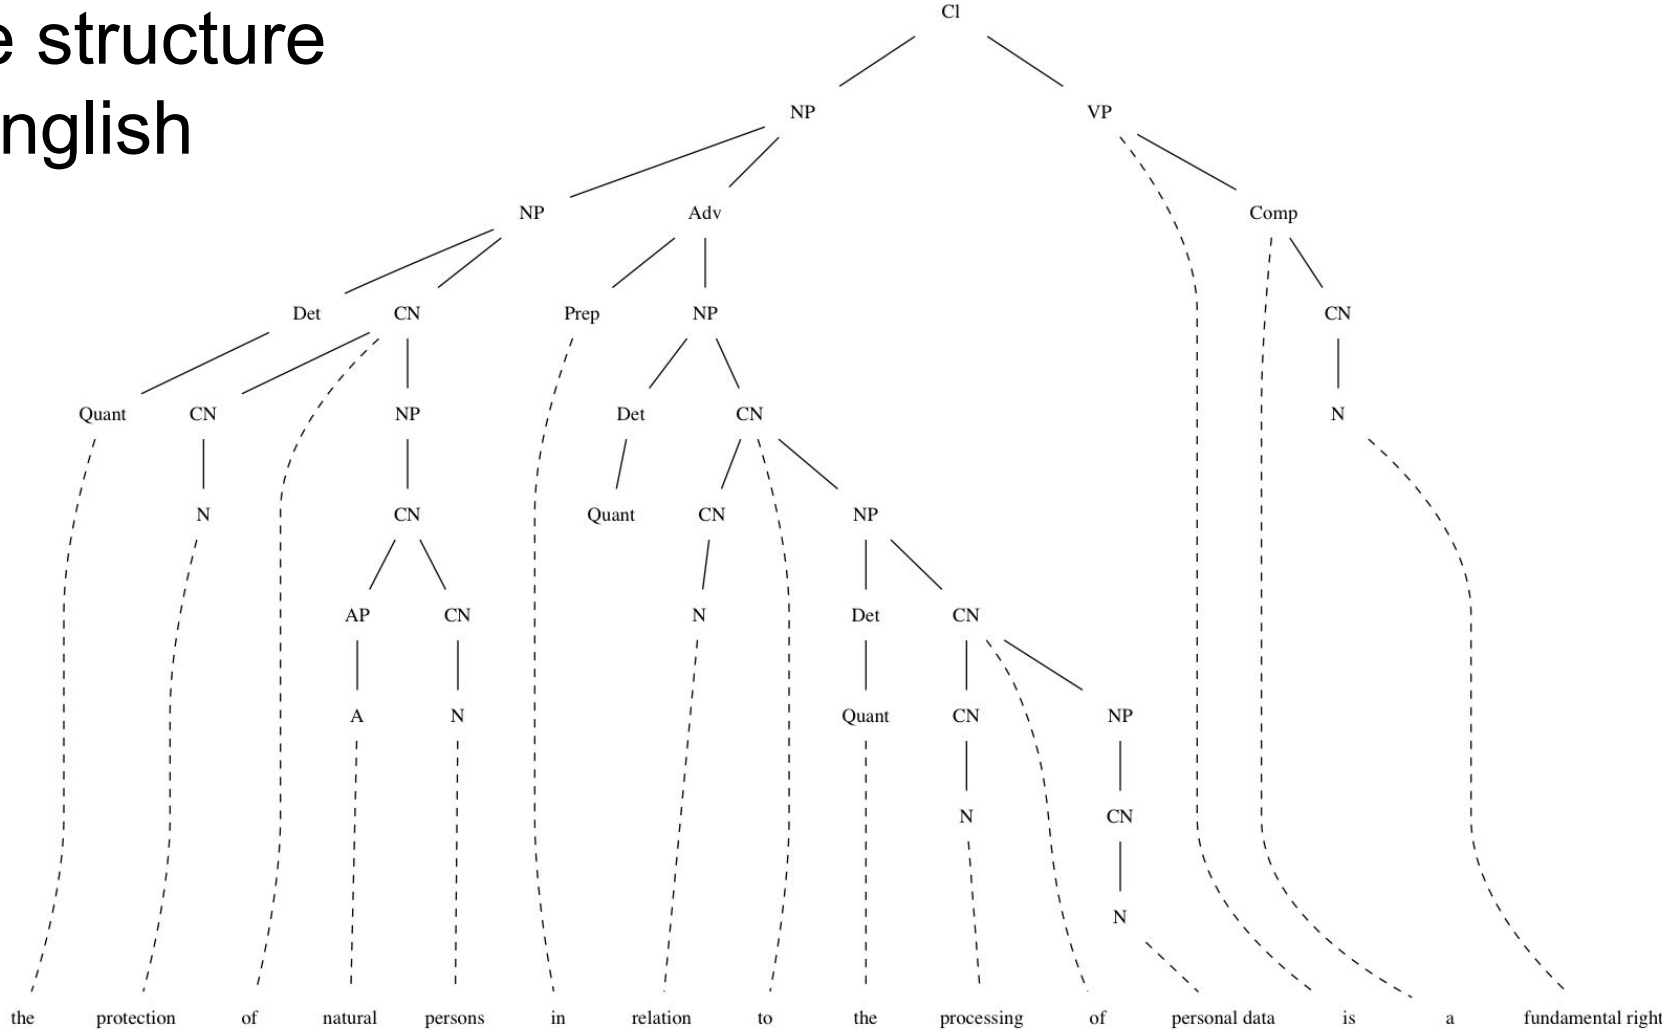 e structure
nglish
Cl
NP VP
NP Adv Comp
Det CN Prep NP CN
Quant CN NP Det CN N
N CN Quant CN NP
AP CN N Det CN
A N Quant CN NP
N CN
N
the protection of natural persons in relation to the processing of personal data is a fundamental right